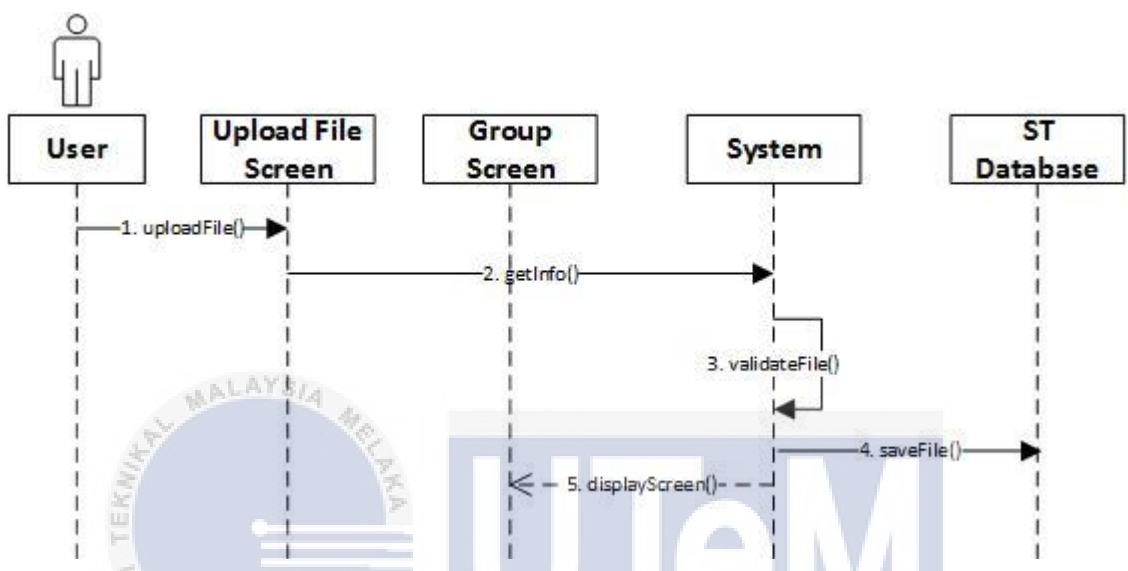 User
Upload File
Screen
Group
Screen
System
ST
Database
1. uploadFile()
2. getInfo()
3. validateFile()
4. saveFile()
5. displayScreen()
TEKNIKAL MALAYSIA MELAKA
UTeM